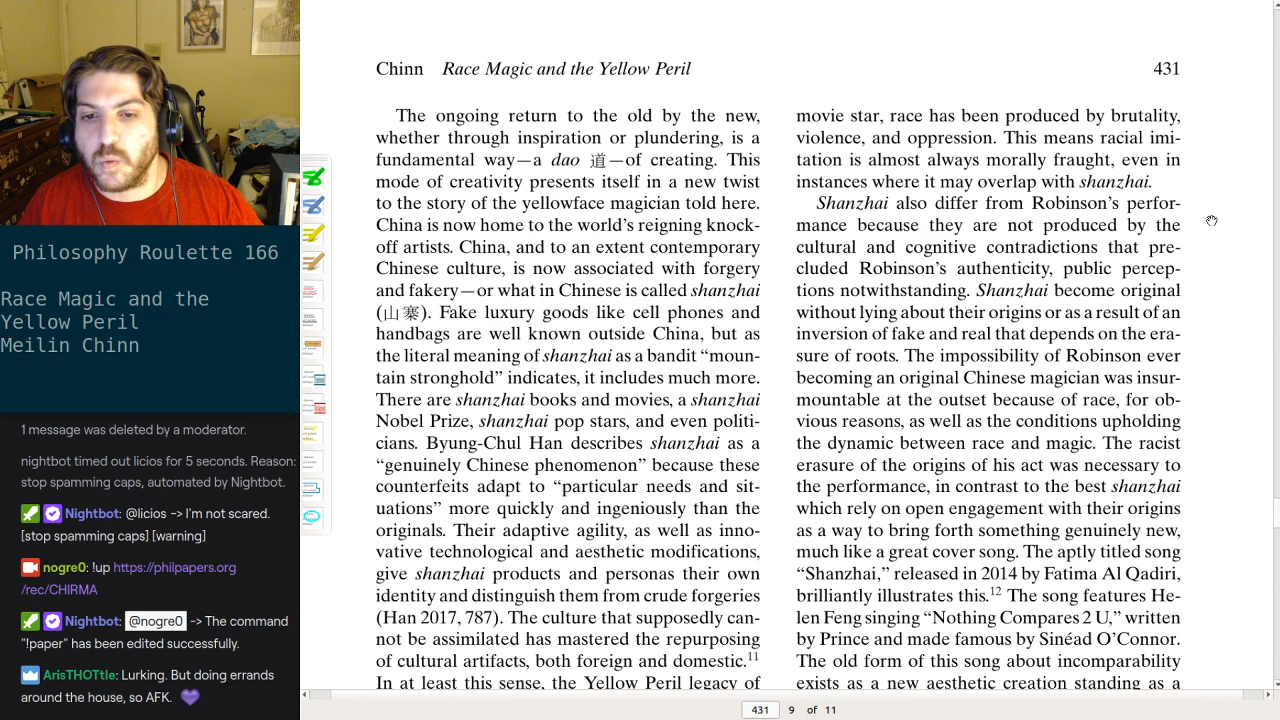 Chinn Race Magic and the Yellow Peril 431
The ongoing return to the old by the new,
whether through inspiration or plundering, is a
fundamental way—a dao 道—of creating. This
mode of creativity presents itself in a new twist
to the story of the yellowface magician told here.
China is now home to the world's reigning knock-
off artists. China, and to an extent contemporary
Chinese culture, is now associated with forgery
and fakery—or what in Chinese is called shanzhai
(山寨). Fake luxury goods like cellphones and
handbags are well known outside China, but as
the literal meaning of shanzhai as a bandit "moun-
tain stronghold" indicates, it includes much more.
There are shanzhai books and movies, a shanzhai
Nobel Prize, shanzhai politicians, and even
Byung-Chul Han describes shanzhai as a
"genuinely Chinese phenomenon" because these
counterfeits adapt to "particular needs and sit-
uations" more quickly and ingeniously than the
originals. Their adaptive agility, as well as inno-
vative technological and aesthetic modifications,
give shanzhai products and personas their own
identity and distinguish them from crude forgeries
(Han 2017, 787). The culture that supposedly can-
not be assimilated has mastered the repurposing
of cultural artifacts, both foreign and domestic.11
In at least this sense, the Yellow Peril legacy of
movie star, race has been produced by brutality,
violence, and oppression. This means racial imi-
tation is almost always morally fraught, even in
instances where it may overlap with shanzhai.
Shanzhai also differ from Robinson's perfor-
mance because they are not produced by the
cultural and cognitive contradictions that pre-
clude Robinson's authenticity, public percep-
tion notwithstanding. Shanzhai become original
without lying about their origins or as a result of an
inversion of fact and reality dependent on the era-
sure of roots. The impossibility of Robinson ever
becoming an original Chinese magician was insur-
mountable at the outset because of race, for ob-
vious reasons, as well as the conditions upholding
the dynamic between race and magic. The racist
erasure of the origins of the act was necessary to
the performance, in contrast to the best shanzhai,
which rely on open engagement with their origins
as a way to bring forth something genuinely new,
much like a great cover song. The aptly titled song
"Shanzhai," released in 2014 by Fatima Al Qadiri,
brilliantly illustrates this.12 The song features He-
len Feng singing "Nothing Compares 2 U," written
by Prince and made famous by Sinéad O'Connor.
The old form of this song about incomparability
exists as a new aesthetic creation standing as a
431 9 of 11
Philosophy Roulette 166
Race Magic and the
Yellow Peril
Meilin Chinn
1 message was deleted by a moderator.
nightbot timed out licios for 5 seconds. Reason:
stop spamming caps, automated by Nightbot.
Nightbot: @licios -> I'm not scared.
[stop spamming caps] [warning]
nogre0: !up https://philpapers.org
/rec/CHIRMA
Nightbot: @nogre0 -> The command
"!paper" has been edited successfully.
ArisTHOTtle: Lurking. But doing errands
around the house, so AFK.